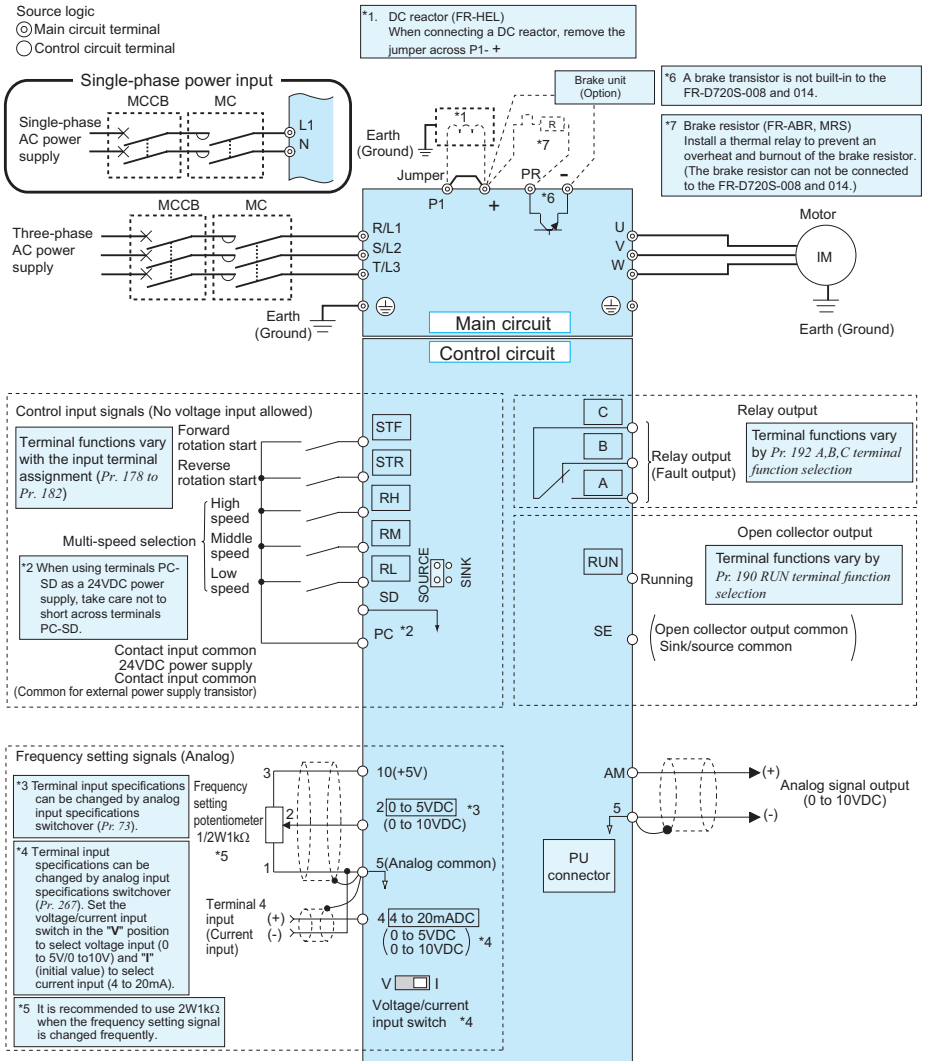 Source logic
Main circuit terminal
Control circuit terminal
*1. DC reactor (FR-HEL)
When connecting a DC reactor, remove the
jumper across P1- +
Single-phase power input
MCCB
MC
Single-phase
AC power
supply
L1
N
Brake unit
(Option)
*6 A brake transistor is not built-in to the
FR-D720S-008 and 014.
*7 Brake resistor (FR-ABR, MRS)
Install a thermal relay to prevent an
overheat and burnout of the brake resistor.
(The brake resistor can not be connected
to the FR-D720S-008 and 014.)
*1
Earth
(Ground)
R
*7
Jumper
P1
+
PR
-
*6
MCCB
MC
Three-phase
AC power
supply
R/L1
S/L2
T/L3
U
V
W
Motor
IM
Earth
(Ground)
Earth (Ground)
Main circuit
Control circuit
Control input signals (No voltage input allowed)
Terminal functions vary
with the input terminal
assignment (Pr. 178 to
Pr. 182)
Forward
rotation start
Reverse
rotation start
High
speed
Multi-speed selection
Middle
speed
Low
speed
*2 When using terminals PC-
SD as a 24VDC power
supply, take care not to
short across terminals
PC-SD.
Contact input common
24VDC power supply
Contact input common
(Common for external power supply transistor)
STF
STR
RH
RM
RL
SD
PC *2
SOURCE
SINK
C
B
A
Relay output
Relay output
(Fault output)
Terminal functions vary
by Pr. 192 A,B,C terminal
function selection
Open collector output
RUN
Running
Terminal functions vary by
Pr. 190 RUN terminal function
selection
SE
Open collector output common
Sink/source common
Frequency setting signals (Analog)
*3 Terminal input specifications
can be changed by analog
input specifications
switchover (Pr. 73).
*4 Terminal input
specifications can be
changed by analog input
specifications switchover
(Pr. 267). Set the
voltage/current input
switch in the "V" position
to select voltage input (0
to 5V/0 to10V) and "I"
(initial value) to select
current input (4 to 20mA).
*5 It is recommended to use 2W1kΩ
when the frequency setting signal
is changed frequently.
Frequency
setting
potentiometer
1/2W1kΩ
*5
3
2
1
Terminal 4
input
(Current
input)
(+)
(-)
10(+5V)
2 0 to 5VDC *3
(0 to 10VDC)
5(Analog common)
4 4 to 20mADC
(0 to 5VDC
0 to 10VDC) *4
V I
Voltage/current
input switch *4
AM
5
(+)
(-)
Analog signal output
(0 to 10VDC)
PU
connector